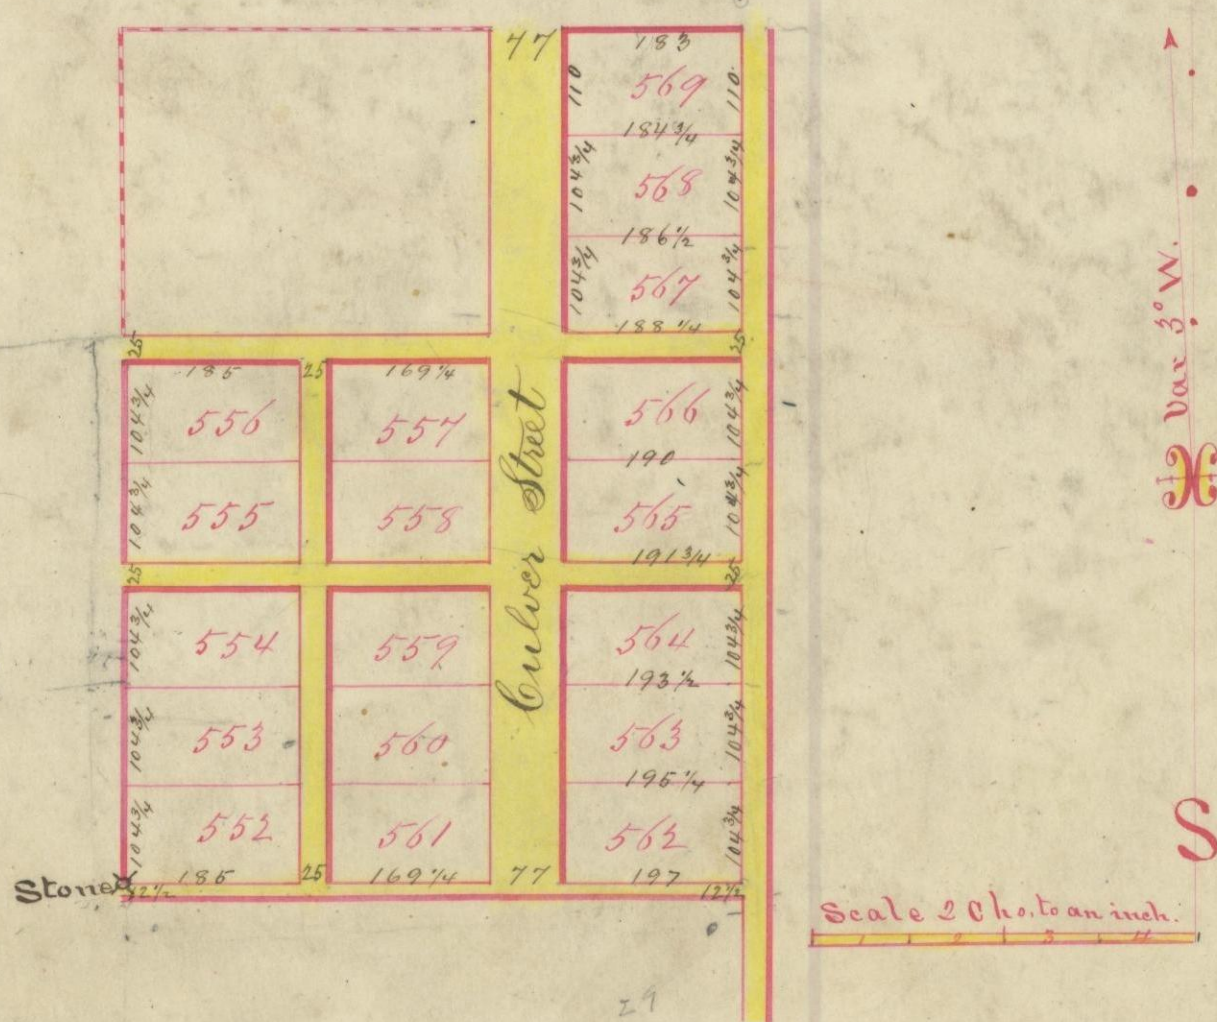 77 183
110 569 110
184 3/4
104 3/4 568 104 3/4
186 1/2
104 3/4 567 104 3/4
188 1/4
25 25
185 25 169 1/4
104 3/4 556 557 566 104 3/4
190
104 3/4 555 558 565 104 3/4
191 3/4
25 25
Culver Street
104 3/4 554 559 564 104 3/4
193 1/2
104 3/4 553 560 563 104 3/4
195 1/4
104 3/4 552 561 562 104 3/4
185 25 169 1/4 77 197
Stone 12 1/2 12 1/2
Var 3° W.
S
Scale 2 Chs. to an inch.
1 2 3 4